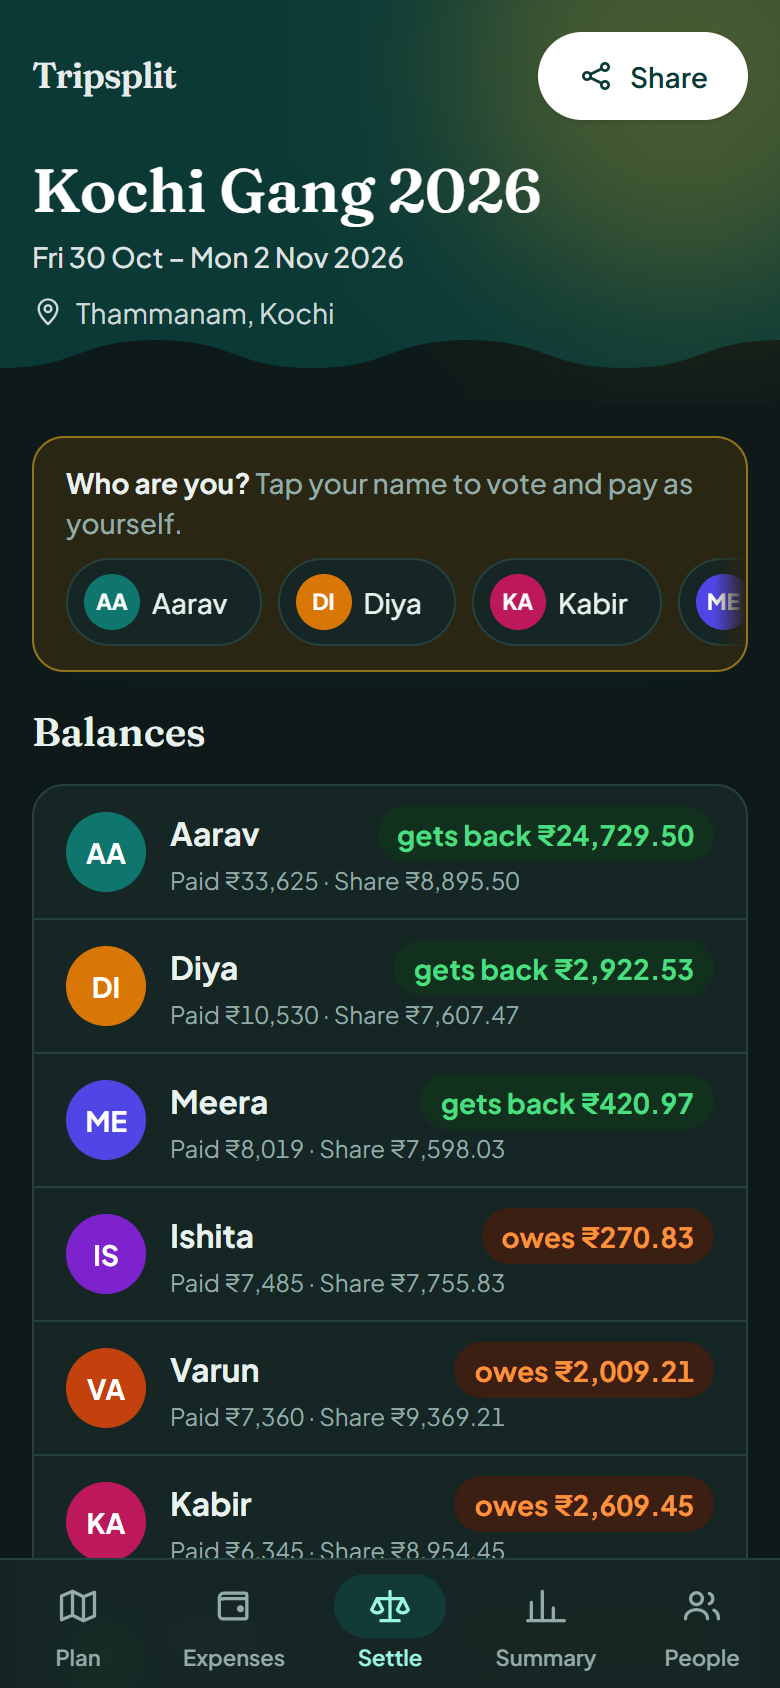 Tripsplit
Share
Kochi Gang 2026
Fri 30 Oct – Mon 2 Nov 2026
Thammanam, Kochi
Who are you? Tap your name to vote and pay as
yourself.
AA Aarav
DI Diya
KA Kabir
ME
Balances
AA
Aarav
gets back ₹24,729.50
Paid ₹33,625 · Share ₹8,895.50
DI
Diya
gets back ₹2,922.53
Paid ₹10,530 · Share ₹7,607.47
ME
Meera
gets back ₹420.97
Paid ₹8,019 · Share ₹7,598.03
IS
Ishita
owes ₹270.83
Paid ₹7,485 · Share ₹7,755.83
VA
Varun
owes ₹2,009.21
Paid ₹7,360 · Share ₹9,369.21
KA
Kabir
owes ₹2,609.45
Paid ₹6,345 · Share ₹8,954.45
Plan
Expenses
Settle
Summary
People